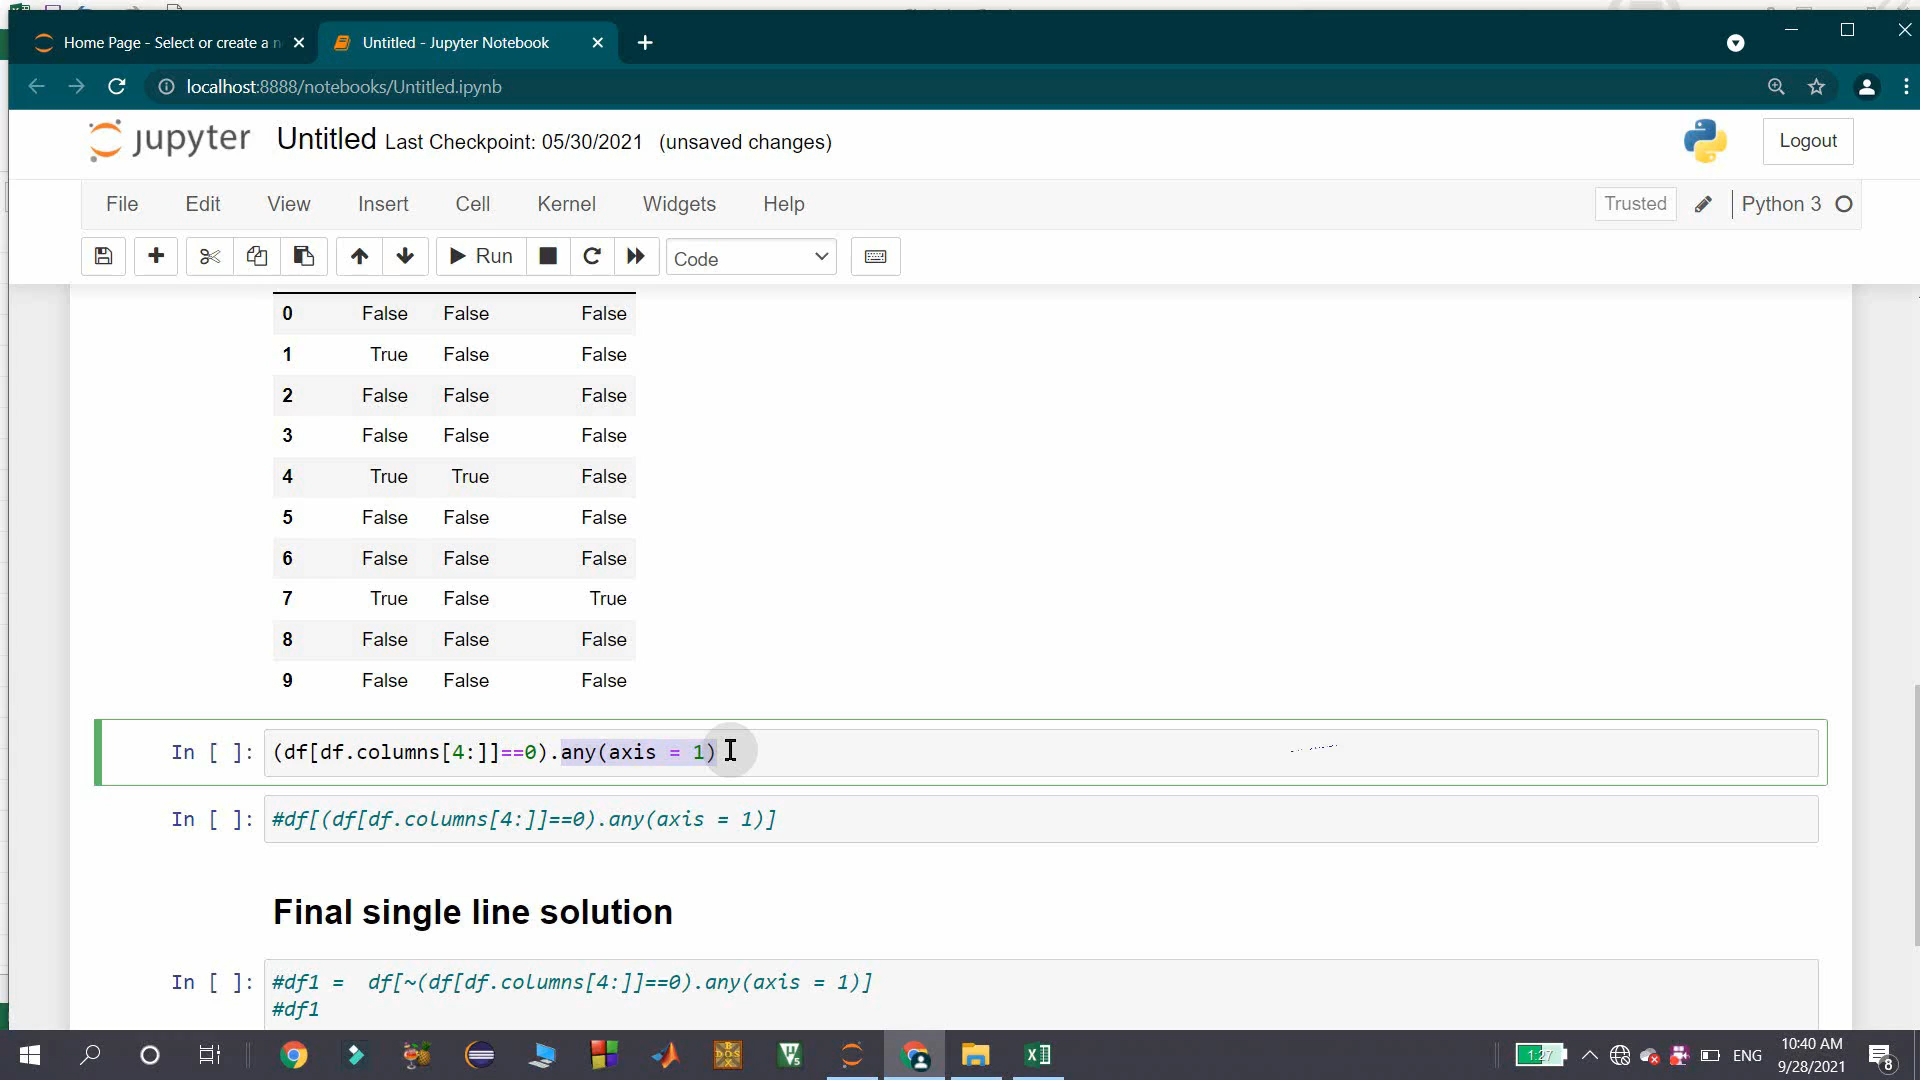 Home Page - Select or create a n
Untitled - Jupyter Notebook
localhost:8888/notebooks/Untitled.ipynb
jupyter Untitled Last Checkpoint: 05/30/2021 (unsaved changes)
Logout
File Edit View Insert Cell Kernel Widgets Help
Trusted Python 3
Run Code
0 False False False
1 True False False
2 False False False
3 False False False
4 True True False
5 False False False
6 False False False
7 True False True
8 False False False
9 False False False
In [ ]: (df[df.columns[4:]]==0).any(axis = 1)
In [ ]: #df[(df[df.columns[4:]]==0).any(axis = 1)]
Final single line solution
In [ ]: #df1 = df[~(df[df.columns[4:]]==0).any(axis = 1)]
#df1
1:27 ENG 10:40 AM
9/28/2021
8